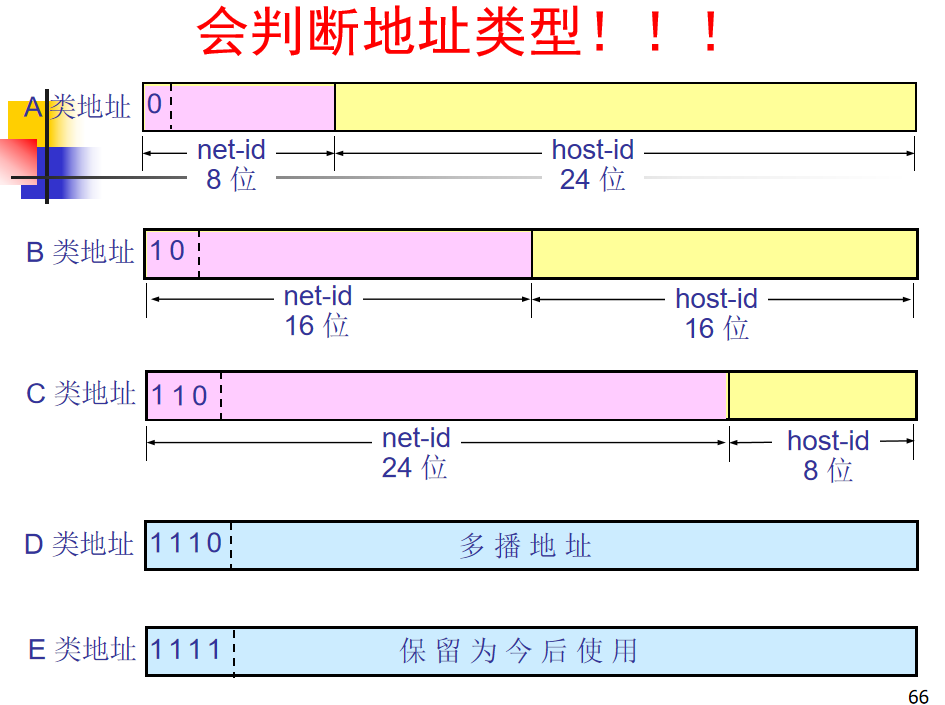 会判断地址类型！！！
A 类地址
0
net-id
8 位
host-id
24 位
B 类地址
1 0
net-id
16 位
host-id
16 位
C 类地址
1 1 0
net-id
24 位
host-id
8 位
D 类地址
1 1 1 0
多 播 地 址
E 类地址
1 1 1 1
保 留 为 今 后 使 用
66